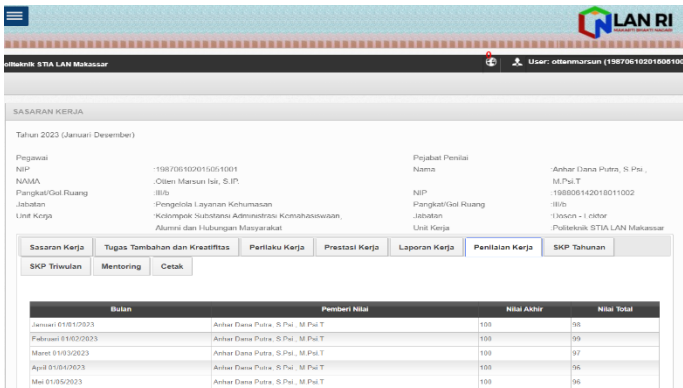 LAN RI
MAKARTI BHAKTI NAGARI
oliteknik STIA LAN Makassar
User: ottenmarsun (1987061020150510
SASARAN KERJA
Tahun 2023 (Januari Desember)
Pegawai Pejabat Penilai
NIP :198706102015051001 Nama :Anhar Dana Putra, S.Psi.,
NAMA :Otten Marsun Isir, S.IP. M.Psi.T
Pangkat/Gol Ruang :III/b NIP :198806142018011002
Jabatan :Pengelola Layanan Kehumasan Pangkat/Gol Ruang :III/b
Unit Kerja :Kelompok Substansi Administrasi Kemahasiswaan, Jabatan :Dosen - Lektor
Alumni dan Hubungan Masyarakat Unit Kerja :Politeknik STIA LAN Makassar
Sasaran Kerja Tugas Tambahan dan Kreatifitas Perilaku Kerja Prestasi Kerja Laporan Kerja Penilaian Kerja SKP Tahunan
SKP Triwulan Mentoring Cetak
Bulan Pemberi Nilai Nilai Akhir Nilai Total
Januari 01/01/2023 Anhar Dana Putra, S.Psi., M.Psi.T 100 98
Februari 01/02/2023 Anhar Dana Putra, S.Psi., M.Psi.T 100 99
Maret 01/03/2023 Anhar Dana Putra, S.Psi., M.Psi.T 100 97
April 01/04/2023 Anhar Dana Putra, S.Psi., M.Psi.T 100 96
Mei 01/05/2023 Anhar Dana Putra, S.Psi., M.Psi.T 100 96